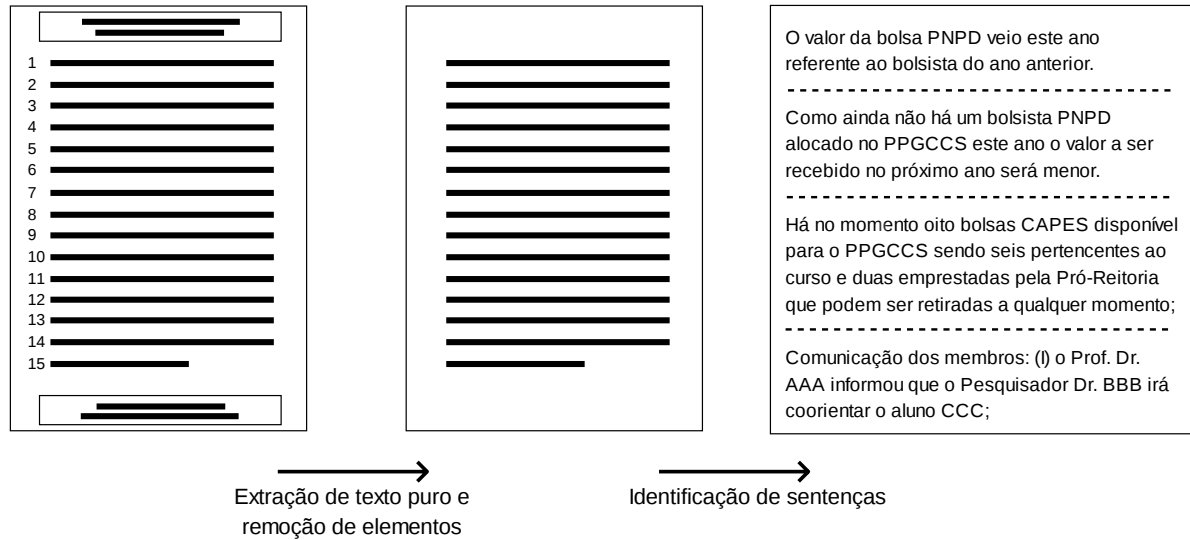 1
2
3
4
5
6
7
8
9
10
11
12
13
14
15
O valor da bolsa PNPD veio este ano
referente ao bolsista do ano anterior.
Como ainda não há um bolsista PNPD
alocado no PPGCCS este ano o valor a ser
recebido no próximo ano será menor.
Há no momento oito bolsas CAPES disponível
para o PPGCCS sendo seis pertencentes ao
curso e duas emprestadas pela Pró-Reitoria
que podem ser retiradas a qualquer momento;
Comunicação dos membros: (I) o Prof. Dr.
AAA informou que o Pesquisador Dr. BBB irá
coorientar o aluno CCC;
Extração de texto puro e
remoção de elementos
Identificação de sentenças